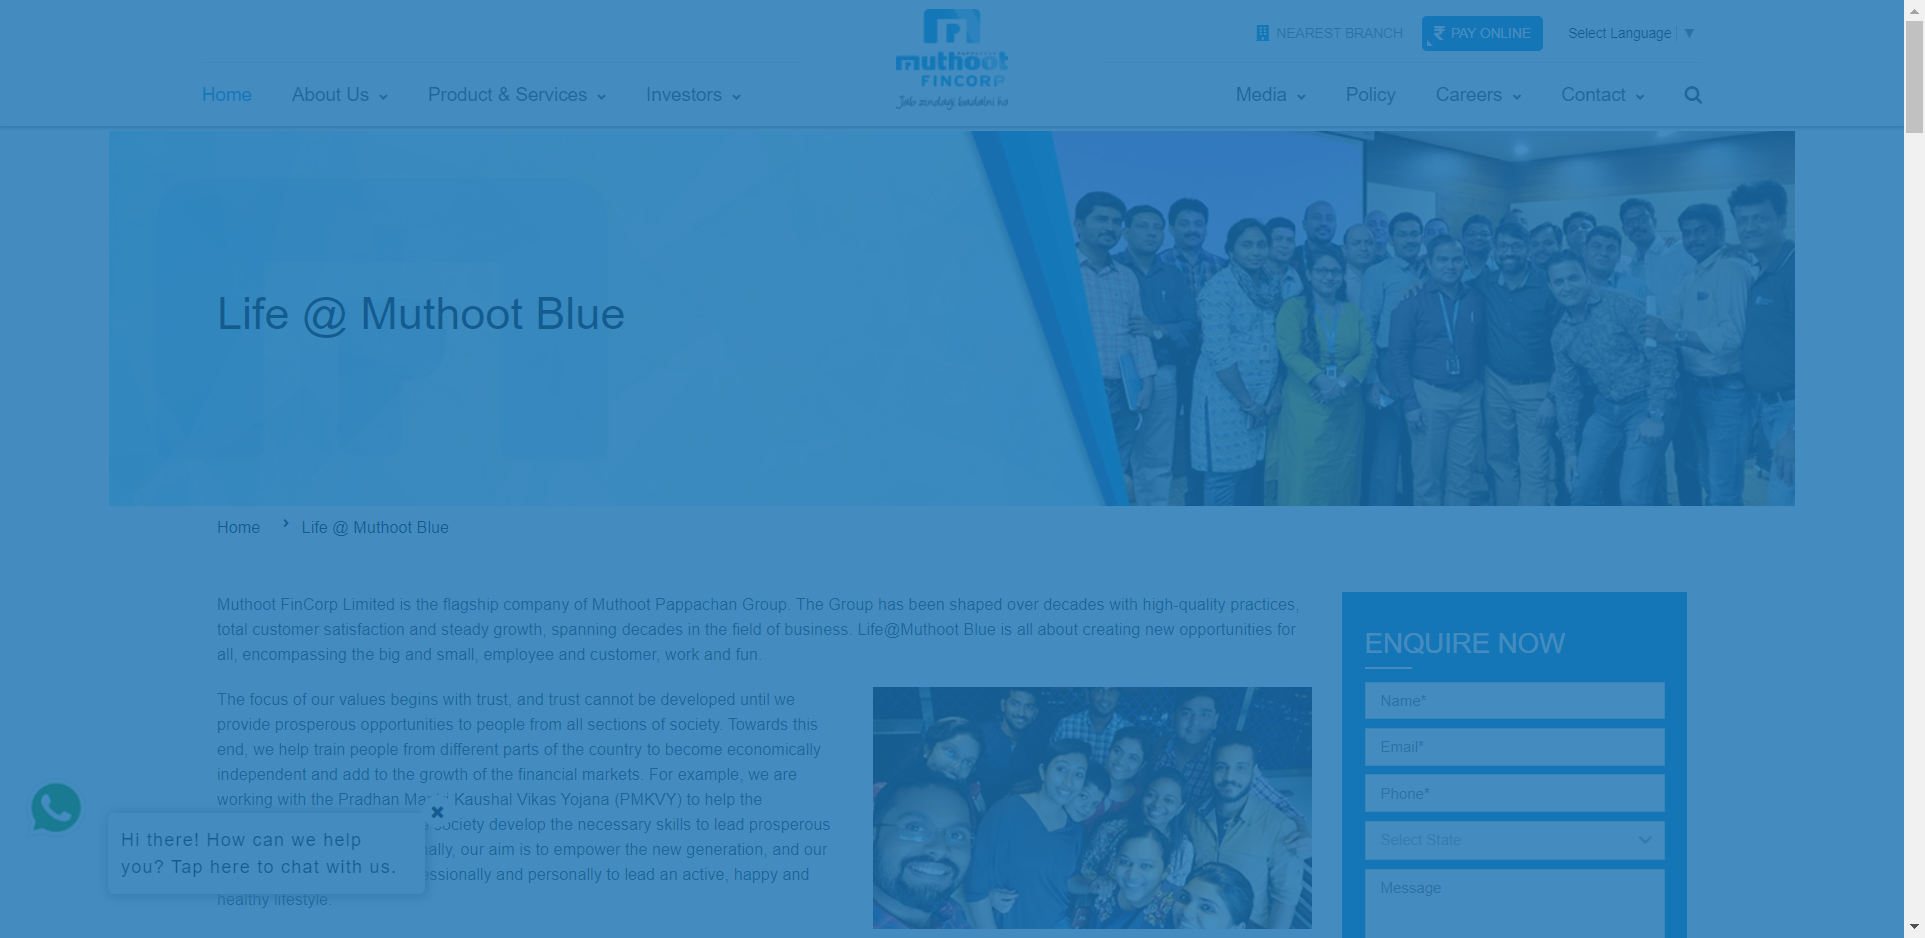 NEAREST BRANCH
PAY ONLINE
Select Language ▼
muthoot
FINCORP
Jab zindagi badalni ho
Home
About Us
Product & Services
Investors
Media
Policy
Careers
Contact
Life @ Muthoot Blue
Home
Life @ Muthoot Blue
Muthoot FinCorp Limited is the flagship company of Muthoot Pappachan Group. The Group has been shaped over decades with high-quality practices,
total customer satisfaction and steady growth, spanning decades in the field of business. Life@Muthoot Blue is all about creating new opportunities for
all, encompassing the big and small, employee and customer, work and fun.
The focus of our values begins with trust, and trust cannot be developed until we
provide prosperous opportunities to people from all sections of society. Towards this
end, we help train people from different parts of the country to become economically
independent and add to the growth of the financial markets. For example, we are
working with the Pradhan Kaushal Vikas Yojana (PMKVY) to help the
society develop the necessary skills to lead prosperous
our aim is to empower the new generation, and our
and personally to lead an active, happy and
healthy lifestyle.
ENQUIRE NOW
Name*
Email*
Phone*
Select State
Message
Hi there! How can we help
you? Tap here to chat with us.